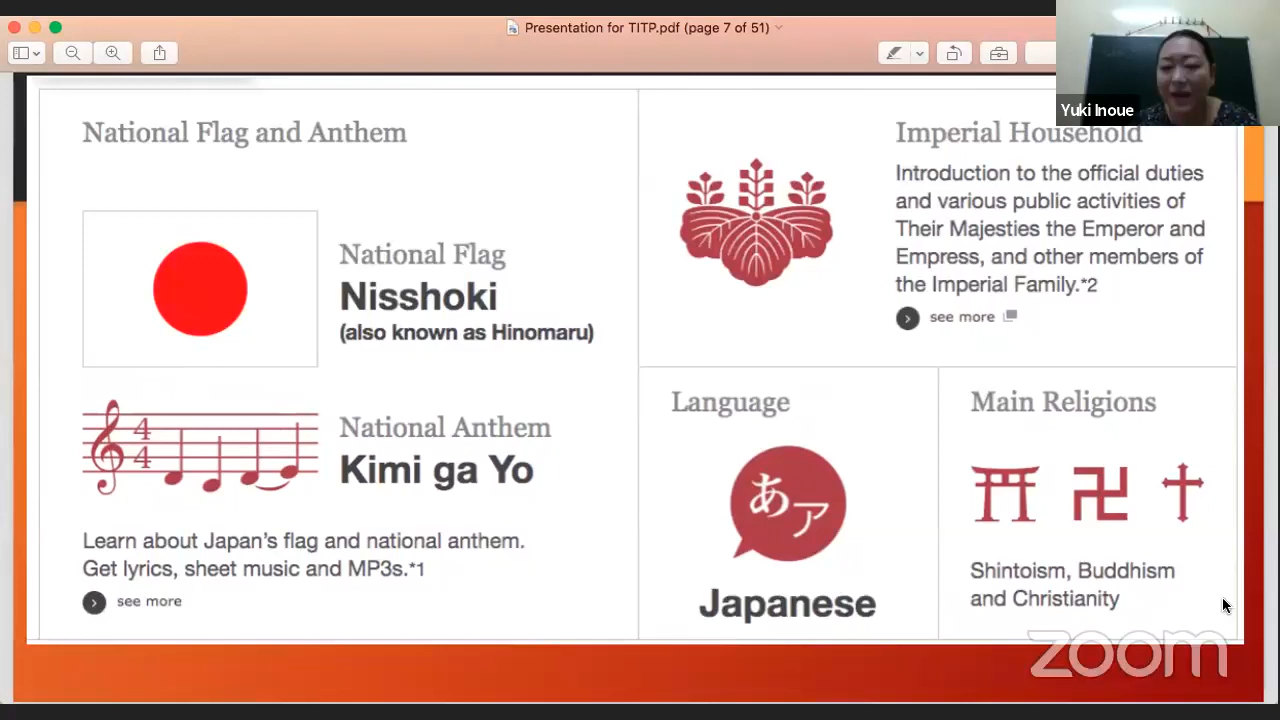 Presentation for TITP.pdf (page 7 of 51)
Yuki Inoue
National Flag and Anthem
National Flag
Nisshoki
(also known as Hinomaru)
4
4
National Anthem
Kimi ga Yo
Learn about Japan's flag and national anthem.
Get lyrics, sheet music and MP3s.*1
see more
Imperial Household
Introduction to the official duties
and various public activities of
Their Majesties the Emperor and
Empress, and other members of
the Imperial Family.*2
see more
Language
あア
Japanese
Main Religions
卍
Shintoism, Buddhism
and Christianity
zoom